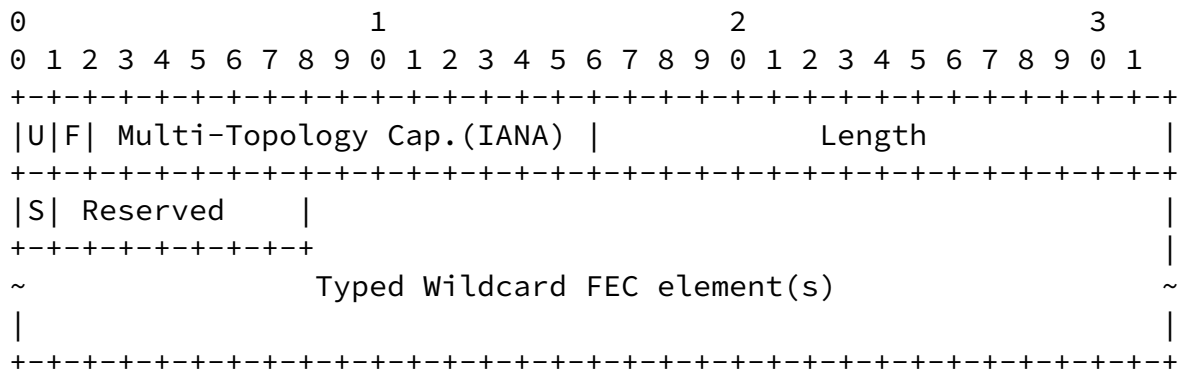 0                   1                   2                   3
0 1 2 3 4 5 6 7 8 9 0 1 2 3 4 5 6 7 8 9 0 1 2 3 4 5 6 7 8 9 0 1
+-+-+-+-+-+-+-+-+-+-+-+-+-+-+-+-+-+-+-+-+-+-+-+-+-+-+-+-+-+-+-+-+
|U|F| Multi-Topology Cap.(IANA) |            Length             |
+-+-+-+-+-+-+-+-+-+-+-+-+-+-+-+-+-+-+-+-+-+-+-+-+-+-+-+-+-+-+-+-+
|S| Reserved    |                                               |
+-+-+-+-+-+-+-+-+                                               |
~                Typed Wildcard FEC element(s)                  ~
|                                                               |
+-+-+-+-+-+-+-+-+-+-+-+-+-+-+-+-+-+-+-+-+-+-+-+-+-+-+-+-+-+-+-+-+